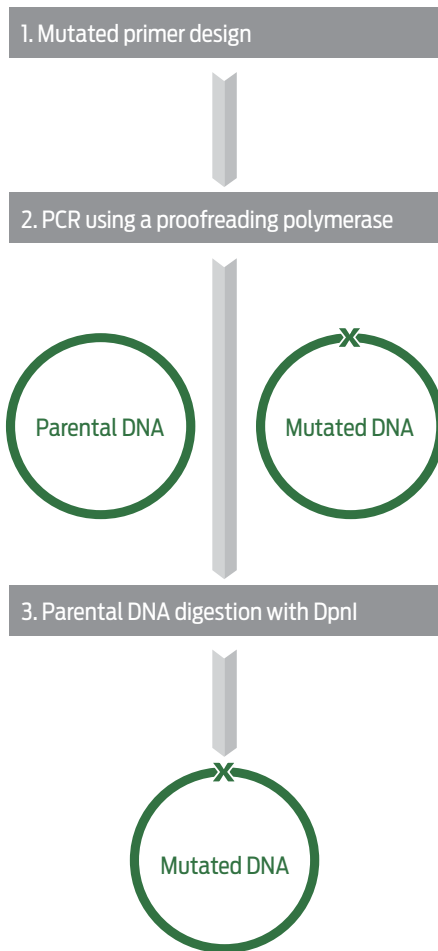 1. Mutated primer design
2. PCR using a proofreading polymerase
Parental DNA
Mutated DNA
3. Parental DNA digestion with DpnI
Mutated DNA